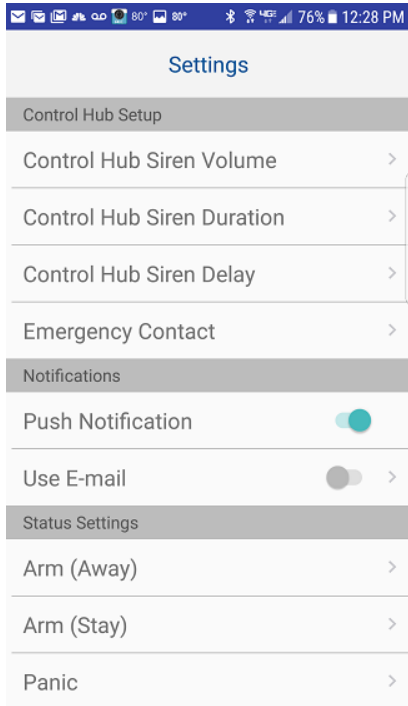 80° 80° 4G 76% 12:28 PM
Settings
Control Hub Setup
Control Hub Siren Volume
Control Hub Siren Duration
Control Hub Siren Delay
Emergency Contact
Notifications
Push Notification
Use E-mail
Status Settings
Arm (Away)
Arm (Stay)
Panic